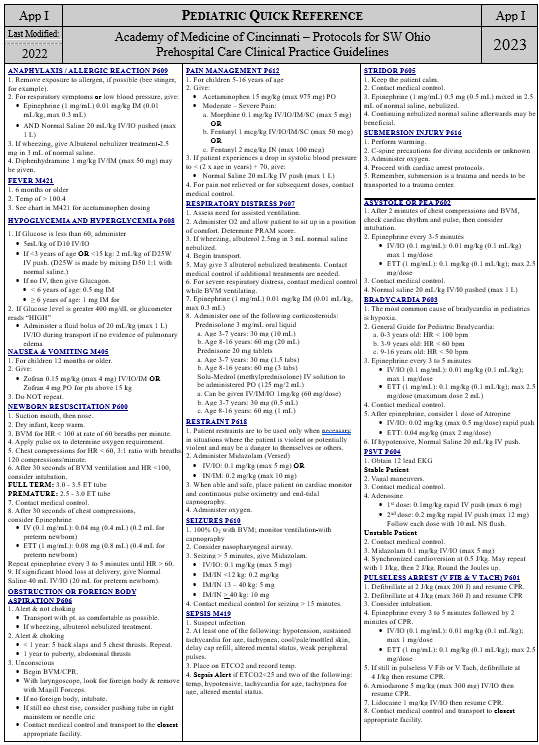 App I
PEDIATRIC QUICK REFERENCE
App I
Last Modified:
2022
Academy of Medicine of Cincinnati – Protocols for SW Ohio
Prehospital Care Clinical Practice Guidelines
2023
ANAPHYLAXIS / ALLERGIC REACTION P609
1. Remove exposure to allergen, if possible (bee stinger,
for example).
2. For respiratory symptoms or low blood pressure, give:
• Epinephrine (1 mg/mL) 0.01 mg/kg IM (0.01
mL/kg, max 0.3 mL)
• AND Normal Saline 20 mL/kg IV/IO pushed (max
1 L)
3. If wheezing, give Albuterol nebulizer treatment-2.5
mg in 3 mL of normal saline.
4. Diphenhydramine 1 mg/kg IV/IM (max 50 mg) may
be given.
FEVER M421
1. 6 months or older
2. Temp of > 100.4
3. See chart in M421 for acetaminophen dosing
HYPOGLYCEMIA AND HYPERGLYCEMIA P608
1. If Glucose is less than 60, administer
• 5mL/kg of D10 IV/IO
• If <3 years of age OR <15 kg: 2 mL/kg of D25W
IV push. (D25W is made by mixing D50 1:1 with
normal saline.)
2. If no IV, then give Glucagon.
• < 6 years of age: 0.5 mg IM
• ≥ 6 years of age: 1 mg IM for
2. If Glucose level is greater 400 mg/dl or glucometer
reads “HIGH”
• Administer a fluid bolus of 20 mL/kg (max 1 L)
IV/IO during transport if no evidence of pulmonary
edema
NAUSEA & VOMITING M405
1. For children 12 months or older.
2. Give:
• Zofran 0.15 mg/kg (max 4 mg) IV/IO/IM OR
Zofran 4 mg PO for pts above 15 kg
3. Do NOT repeat.
NEWBORN RESUSCITATION P600
1. Suction mouth, then nose.
2. Dry infant, keep warm.
3. BVM for HR < 100 at rate of 60 breaths per minute.
4. Apply pulse ox to determine oxygen requirement.
5. Chest compressions for HR < 60, 3:1 ratio with breaths
120 compressions/minute.
6. After 30 seconds of BVM ventilation and HR <100,
consider intubation.
FULL TERM: 3.0 - 3.5 ET tube
PREMATURE: 2.5 - 3.0 ET tube
7. Contact medical control.
8. After 30 seconds of chest compressions,
consider Epinephrine
• IV (0.1 mg/mL): 0.04 mg (0.4 mL) (0.2 mL for
preterm newborn)
• ETT (1 mg/mL): 0.08 mg (0.8 mL) (0.4 mL for
preterm newborn)
Repeat epinephrine every 3 to 5 minutes until HR > 60.
9. If significant blood loss at delivery, give Normal
Saline 40 mL IV/IO (20 mL for preterm newborn).
OBSTRUCTION OR FOREIGN BODY
ASPIRATION P606
1. Alert & not choking
• Transport with pt. as comfortable as possible.
• If wheezing, albuterol nebulized treatment.
2. Alert & choking
• < 1 year: 5 back slaps and 5 chest thrusts. Repeat.
• 1 year to puberty, abdominal thrusts
3. Unconscious
• Begin BVM/CPR.
• With laryngoscope, look for foreign body & remove
with Magill Forceps.
• If no foreign body, intubate.
• If still no chest rise, consider pushing tube in right
mainstem or needle cric
• Contact medical control and transport to the closest
appropriate facility.
PAIN MANAGEMENT P612
1. For children 5-16 years of age
2. Give:
• Acetaminophen 15 mg/kg (max 975 mg) PO
• Moderate – Severe Pain:
a. Morphine 0.1 mg/kg IV/IO/IM/SC (max 5 mg)
OR
b. Fentanyl 1 mcg/kg IV/IO/IM/SC (max 50 mcg)
OR
c. Fentanyl 2 mcg/kg IN (max 100 mcg)
3. If patient experiences a drop in systolic blood pressure
to < (2 x age in years) + 70, give:
• Normal Saline 20 mL/kg IV push (max 1 L)
4. For pain not relieved or for subsequent doses, contact
medical control.
RESPIRATORY DISTRESS P607
1. Assess need for assisted ventilation.
2. Administer O2 and allow patient to sit up in a position
of comfort. Determine PRAM score.
3. If wheezing, albuterol 2.5mg in 3 mL normal saline
nebulized.
4. Begin transport.
5. May give 3 albuterol nebulized treatments. Contact
medical control if additional treatments are needed.
6. For severe respiratory distress, contact medical control
while BVM ventilating.
7. Epinephrine (1 mg/mL) 0.01 mg/kg IM (0.01 mL/kg,
max 0.3 mL)
8. Administer one of the following corticosteroids:
Prednisolone 3 mg/mL oral liquid
a. Age 3-7 years: 30 mg (10 mL)
b. Age 8-16 years: 60 mg (20 mL)
Prednisone 20 mg tablets
a. Age 3-7 years: 30 mg (1.5 tabs)
b. Age 8-16 years: 60 mg (3 tabs)
Solu-Medrol (methylprednisolone) IV solution to
be administered PO (125 mg/2 mL)
a. Can be given IV/IM/IO 1mg/kg (60 mg/dose)
b. Age 3-7 years: 30 mg (0.5 mL)
c. Age 8-16 years: 60 mg (1 mL)
RESTRAINT P618
1. Patient restraints are to be used only when necessary
in situations where the patient is violent or potentially
violent and may be a danger to themselves or others.
2. Administer Midazolam (Versed)
• IV/IO: 0.1 mg/kg (max 5 mg) OR
• IN/IM: 0.2 mg/kg (max 10 mg)
3. When able and safe, place patient on cardiac monitor
and continuous pulse oximetry and end-tidal
capnography.
4. Administer oxygen.
SEIZURES P610
1. 100% O2 with BVM; monitor ventilation-with
capnography
2. Consider nasopharyngeal airway.
3. Seizing > 5 minutes, give Midazolam.
• IV/IO: 0.1 mg/kg (max 5 mg)
• IM/IN <12 kg: 0.2 mg/kg
• IM/IN 13 – 40 kg: 5 mg
• IM/IN > 40 kg: 10 mg
4. Contact medical control for seizing > 15 minutes.
SEPSIS M419
1. Suspect infection
2. At least one of the following: hypotension, sustained
tachycardia for age, tachypnea, cool/pale/mottled skin,
delay cap refill, altered mental status, weak peripheral
pulses.
3. Place on ETCO2 and record temp.
4. Sepsis Alert if ETCO2<25 and two of the following:
temp, hypotensive, tachycardia for age, tachypnea for
age, altered mental status.
STRIDOR P605
1. Keep the patient calm.
2. Contact medical control.
3. Epinephrine (1 mg/mL) 0.5 mg (0.5 mL) mixed in 2.5
mL of normal saline, nebulized.
4. Continuing nebulized normal saline afterwards may be
beneficial.
SUBMERSION INJURY P616
1. Perform warming.
2. C-spine precautions for diving accidents or unknowns
3. Administer oxygen.
4. Proceed with cardiac arrest protocols.
5. Remember, submersion is a trauma and needs to be
transported to a trauma center.
ASYSTOLE OR PEA P602
1. After 2 minutes of chest compressions and BVM,
check cardiac rhythm and pulse, then consider
intubation.
2. Epinephrine every 3-5 minutes
• IV/IO (0.1 mg/mL): 0.01 mg/kg (0.1 mL/kg)
max 1 mg/dose
• ETT (1 mg/mL): 0.1 mg/kg (0.1 mL/kg); max 2.5
mg/dose
3. Contact medical control.
4. Normal saline 20 mL/kg IV/IO pushed (max 1 L)
BRADYCARDIA P603
1. The most common cause of bradycardia in pediatrics
is hypoxia.
2. General Guide for Pediatric Bradycardia:
a. 0-3 years old: HR < 100 bpm
b. 3-9 years old: HR < 60 bpm
c. 9-16 years old: HR < 50 bpm
3. Epinephrine every 3 to 5 minutes
• IV/IO (0.1 mg/mL): 0.01 mg/kg (0.1 mL/kg);
max 1 mg/dose
• ETT (1 mg/mL): 0.1 mg/kg (0.1 mL/kg); max 2.5
mg/dose(maximum dose 2 mL)
4. Contact medical control.
5. After epinephrine, consider 1 dose of Atropine
• IV/IO: 0.02 mg/kg (max 0.5 mg/dose) rapid push
• ETT: 0.04 mg/kg (max 2 mg/dose)
6. If hypotensive, Normal Saline 20 mL/kg IV push.
PSVT P604
1. Obtain 12 lead EKG
Stable Patient
2. Vagal maneuvers.
3. Contact medical control.
4. Adenosine
• 1st dose: 0.1 mg/kg rapid IV push (max 6 mg)
• 2nd dose: 0.2 mg/kg rapid IV push (max 12 mg)
Follow each dose with 10 mL NS flush.
Unstable Patient
2. Contact medical control.
3. Midazolam 0.1 mg/kg IV/IO (max 5 mg)
4. Synchronized cardioversion at 0.5 J/kg. May repeat
with 1 J/kg, then 2 J/kg. Round the Joules up.
PULSELESS ARREST (V FIB & V TACH) P601
1. Defibrillate at 2 J/kg (max 200 J) and resume CPR.
2. Defibrillate at 4 J/kg (max 360 J) and resume CPR.
3. Consider intubation.
4. Epinephrine every 3 to 5 minutes followed by 2
minutes of CPR.
• IV/IO (0.1 mg/mL): 0.01 mg/kg (0.1 mL/kg);
max 1 mg/dose
• ETT (1 mg/mL): 0.1 mg/kg (0.1 mL/kg); max 2.5
mg/dose
5. If still in pulseless V Fib or V Tach, defibrillate at
4 J/kg then resume CPR.
6. Amiodarone 5 mg/kg (max 300 mg) IV/IO then
resume CPR.
7. Lidocaine 1 mg/kg IV/IO then resume CPR.
8. Contact medical control and transport to closest
appropriate facility.